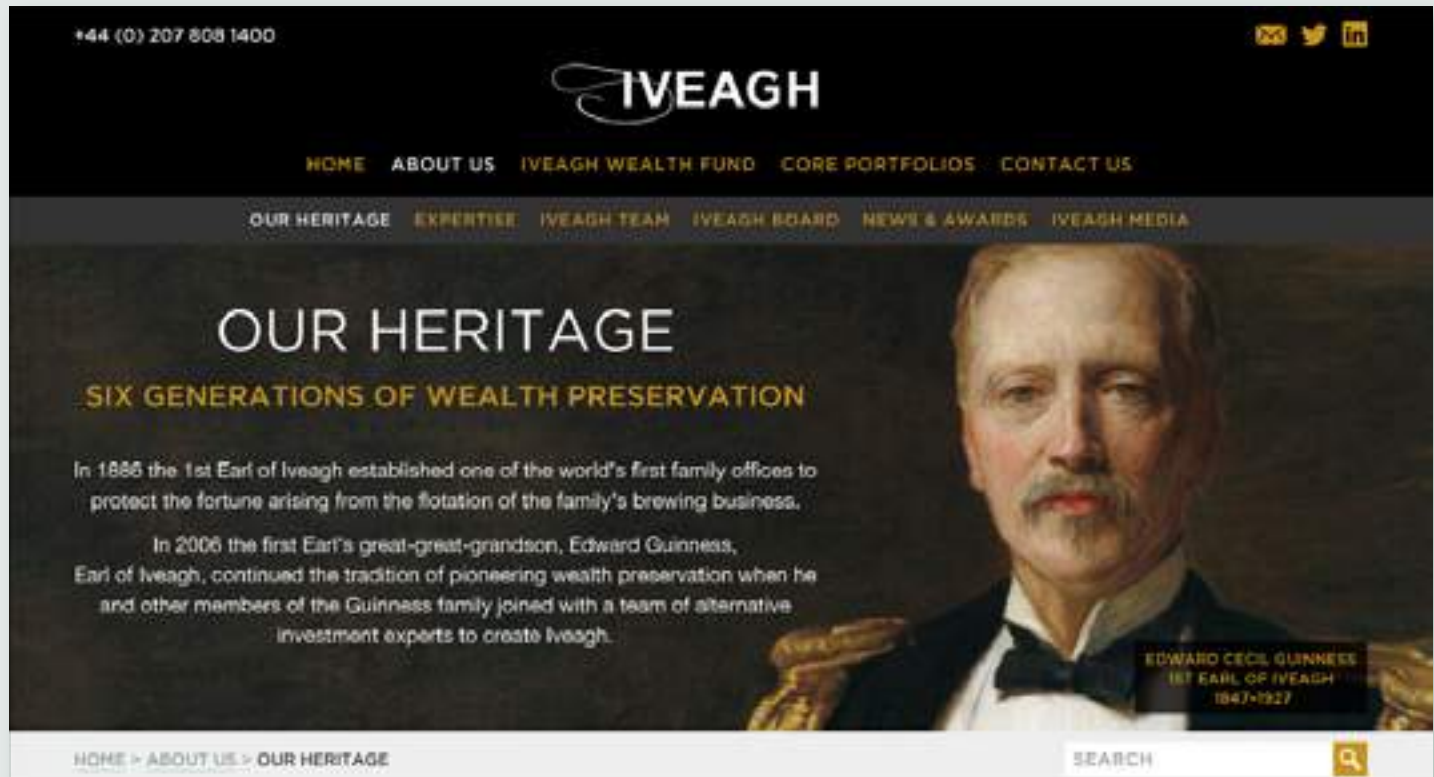 +44 (0) 207 808 1400
in
IVEAGH
HOME ABOUT US IVEAGH WEALTH FUND CORE PORTFOLIOS CONTACT US
OUR HERITAGE EXPERTISE IVEAGH TEAM IVEAGH BOARD NEWS & AWARDS IVEAGH MEDIA
OUR HERITAGE
SIX GENERATIONS OF WEALTH PRESERVATION
In 1886 the 1st Earl of Iveagh established one of the world's first family offices to
protect the fortune arising from the flotation of the family's brewing business.
In 2006 the first Earl's great-great-grandson, Edward Guinness,
Earl of Iveagh, continued the tradition of pioneering wealth preservation when he
and other members of the Guinness family joined with a team of alternative
investment experts to create Iveagh.
EDWARD CECIL GUINNESS
1ST EARL OF IVEAGH
1847-1927
HOME > ABOUT US > OUR HERITAGE
SEARCH